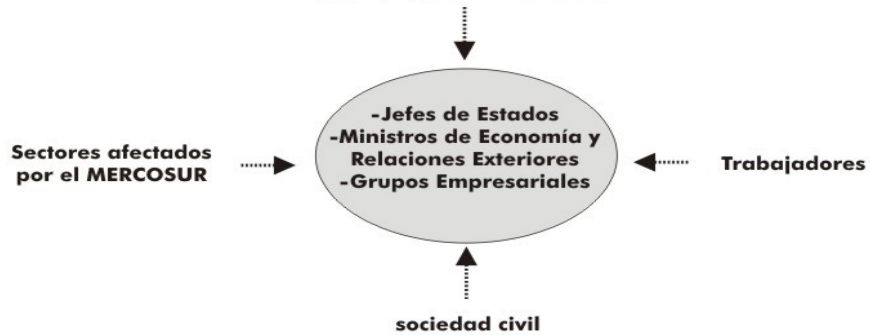 -Jefes de Estados
-Ministros de Economía y
Relaciones Exteriores
-Grupos Empresariales
Sectores afectados
por el MERCOSUR
Trabajadores
sociedad civil